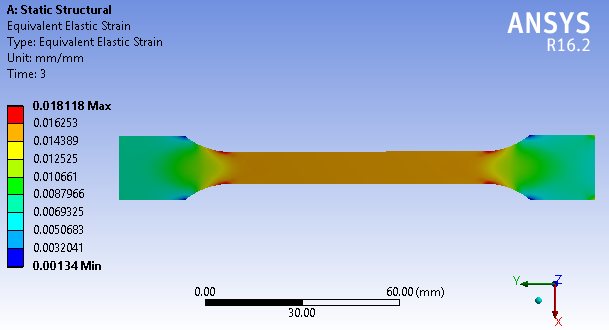 A: Static Structural
Equivalent Elastic Strain
Type: Equivalent Elastic Strain
Unit: mm/mm
Time: 3
ANSYS
R16.2
0.018118 Max
0.016253
0.014389
0.012525
0.010661
0.0087966
0.0069325
0.0050683
0.0032041
0.00134 Min
0.00 60.00 (mm)
30.00
Y Z
X